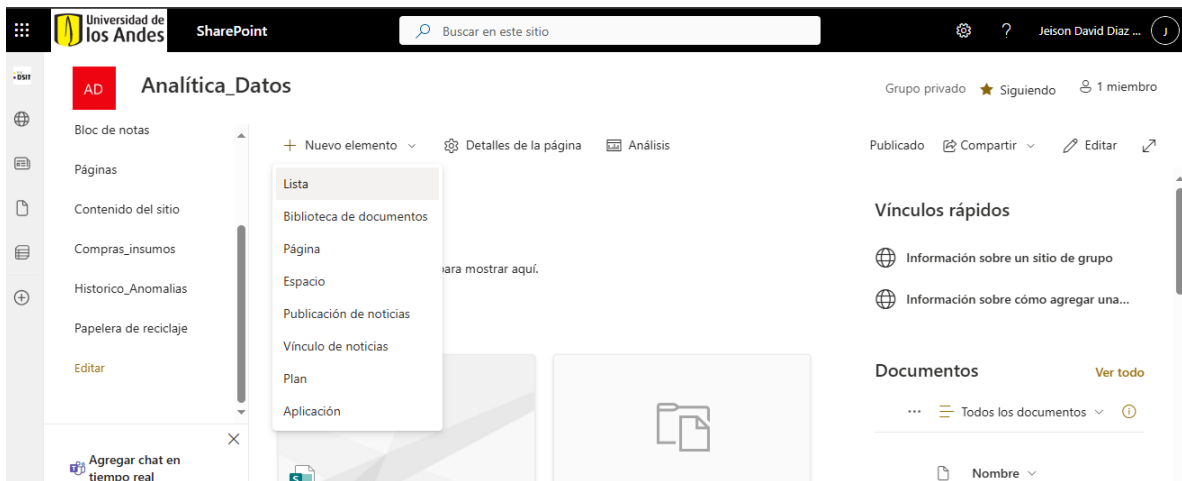 Universidad de
los Andes
SharePoint
Buscar en este sitio
?
Jeison David Diaz ...
J
DSIT
AD
Analítica_Datos
Grupo privado
Siguiendo
1 miembro
Bloc de notas
Páginas
Contenido del sitio
Compras_insumos
Historico_Anomalias
Papelera de reciclaje
Editar
Agregar chat en
tiempo real
+ Nuevo elemento
Detalles de la página
Análisis
Publicado
Compartir
Editar
Lista
Biblioteca de documentos
Página
Espacio
Publicación de noticias
Vínculo de noticias
Plan
Aplicación
para mostrar aquí.
S
Vínculos rápidos
Información sobre un sitio de grupo
Información sobre cómo agregar una...
Documentos
Ver todo
... Todos los documentos
Nombre